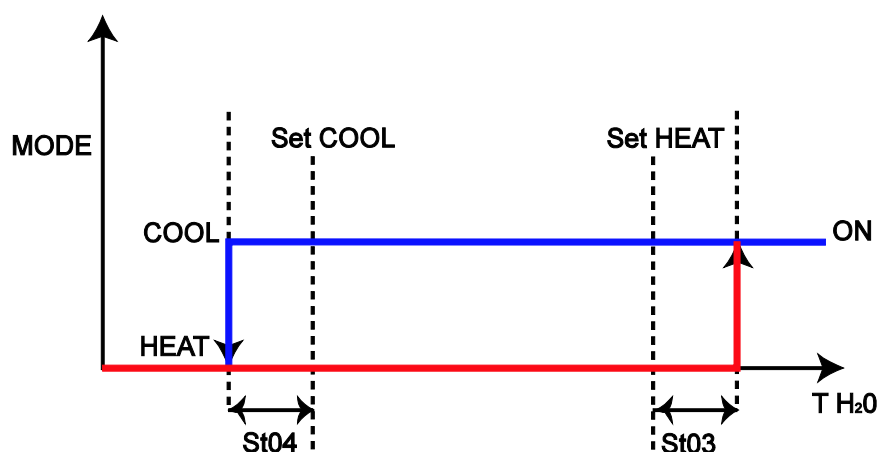 MODE
Set COOL
Set HEAT
COOL
ON
HEAT
T H₂0
St04
St03